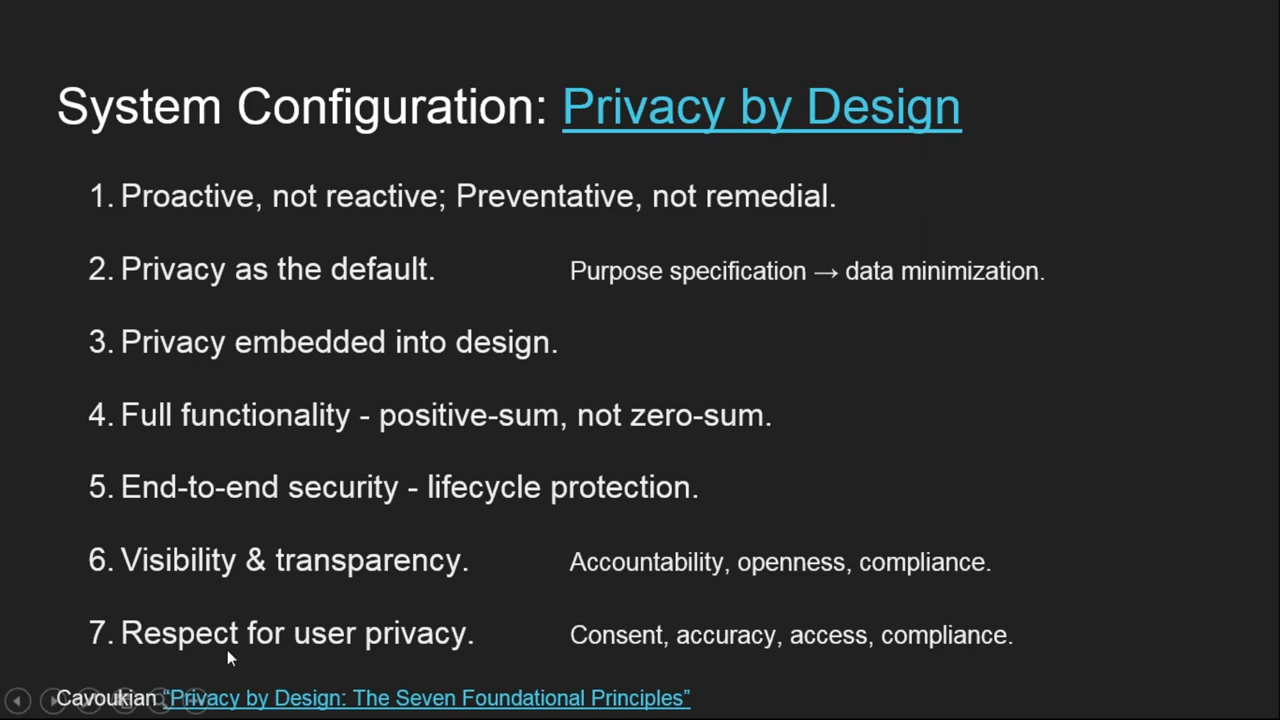 System Configuration: Privacy by Design
1. Proactive, not reactive; Preventative, not remedial.
2. Privacy as the default. Purpose specification → data minimization.
3. Privacy embedded into design.
4. Full functionality - positive-sum, not zero-sum.
5. End-to-end security - lifecycle protection.
6. Visibility & transparency. Accountability, openness, compliance.
7. Respect for user privacy. Consent, accuracy, access, compliance.
Cavoukian “Privacy by Design: The Seven Foundational Principles”